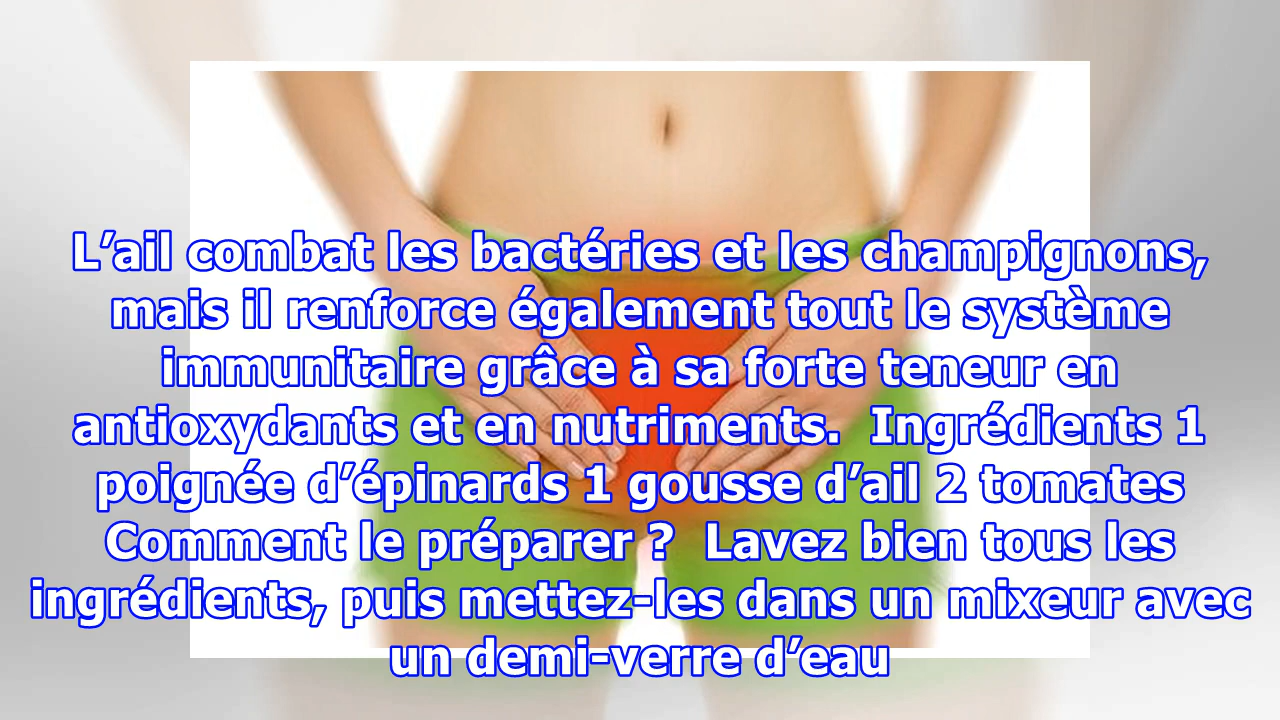 L’ail combat les bactéries et les champignons,
mais il renforce également tout le système
immunitaire grâce à sa forte teneur en
antioxydants et en nutriments.  Ingrédients 1
poignée d’épinards 1 gousse d’ail 2 tomates
Comment le préparer ?  Lavez bien tous les
ingrédients, puis mettez-les dans un mixeur avec
un demi-verre d’eau